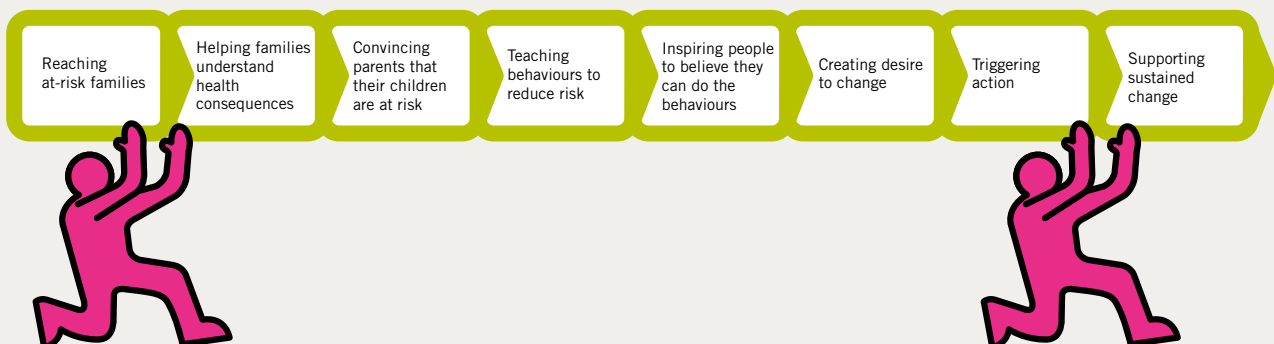 Reaching
at-risk families
Helping families
understand
health
consequences
Convincing
parents that
their children
are at risk
Teaching
behaviours to
reduce risk
Inspiring people
to believe they
can do the
behaviours
Creating desire
to change
Triggering
action
Supporting
sustained
change